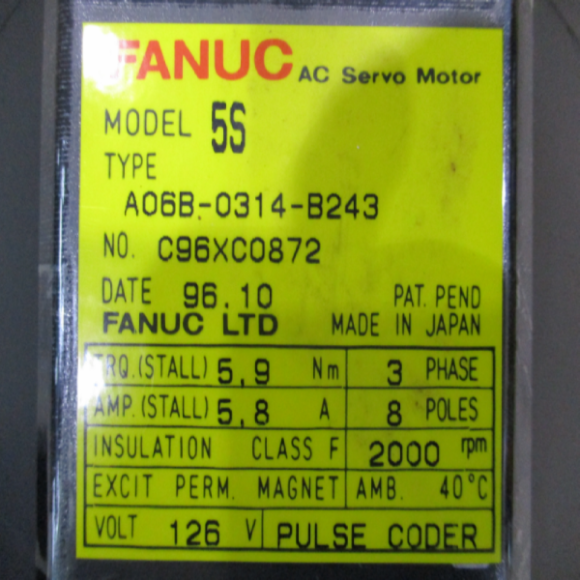 FANUC AC Servo Motor
MODEL 5S
TYPE
A06B-0314-B243
NO. C96XC0872
DATE 96.10 PAT. PEND
FANUC LTD MADE IN JAPAN
TRQ.(STALL) 5,9 Nm 3 PHASE
AMP.(STALL) 5,8 A 8 POLES
INSULATION CLASS F 2000 rpm
EXCIT PERM. MAGNET AMB. 40°C
VOLT 126 V PULSE CODER